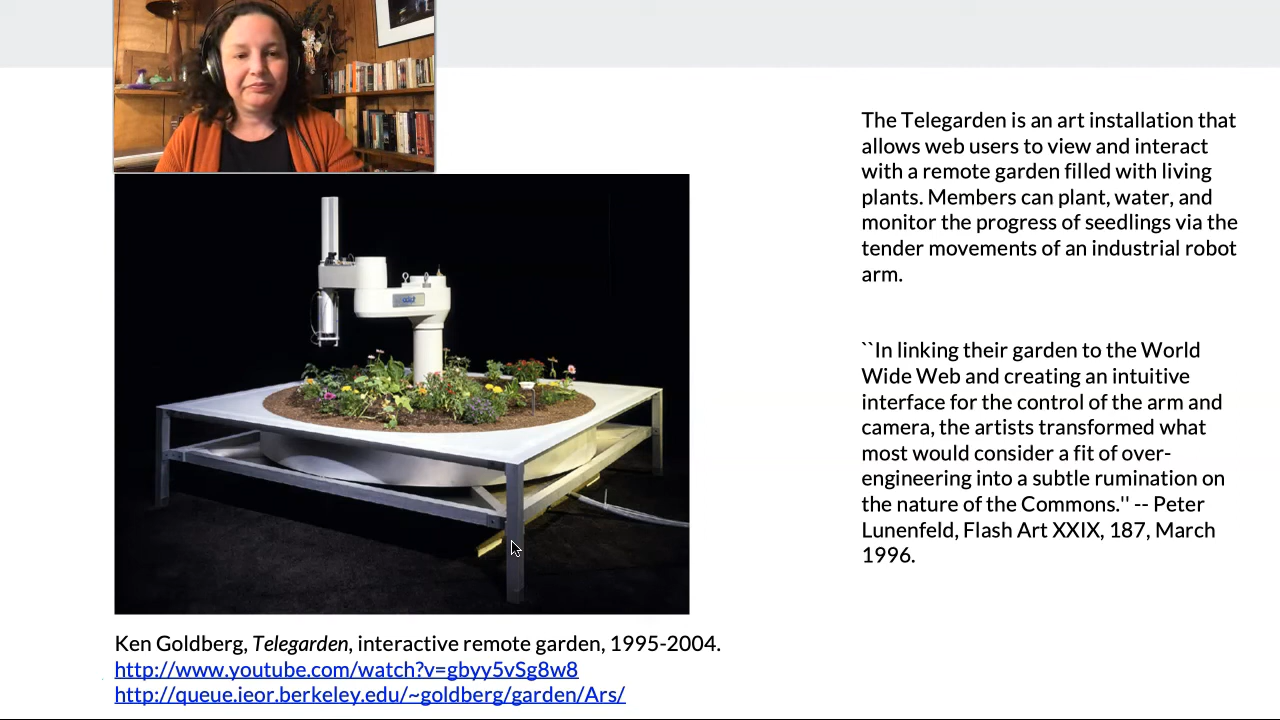 The Telegarden is an art installation that
allows web users to view and interact
with a remote garden filled with living
plants. Members can plant, water, and
monitor the progress of seedlings via the
tender movements of an industrial robot
arm.
``In linking their garden to the World
Wide Web and creating an intuitive
interface for the control of the arm and
camera, the artists transformed what
most would consider a fit of over-
engineering into a subtle rumination on
the nature of the Commons.'' -- Peter
Lunenfeld, Flash Art XXIX, 187, March
1996.
Ken Goldberg, Telegarden, interactive remote garden, 1995-2004.
http://www.youtube.com/watch?v=gbyy5vSg8w8
http://queue.ieor.berkeley.edu/~goldberg/garden/Ars/